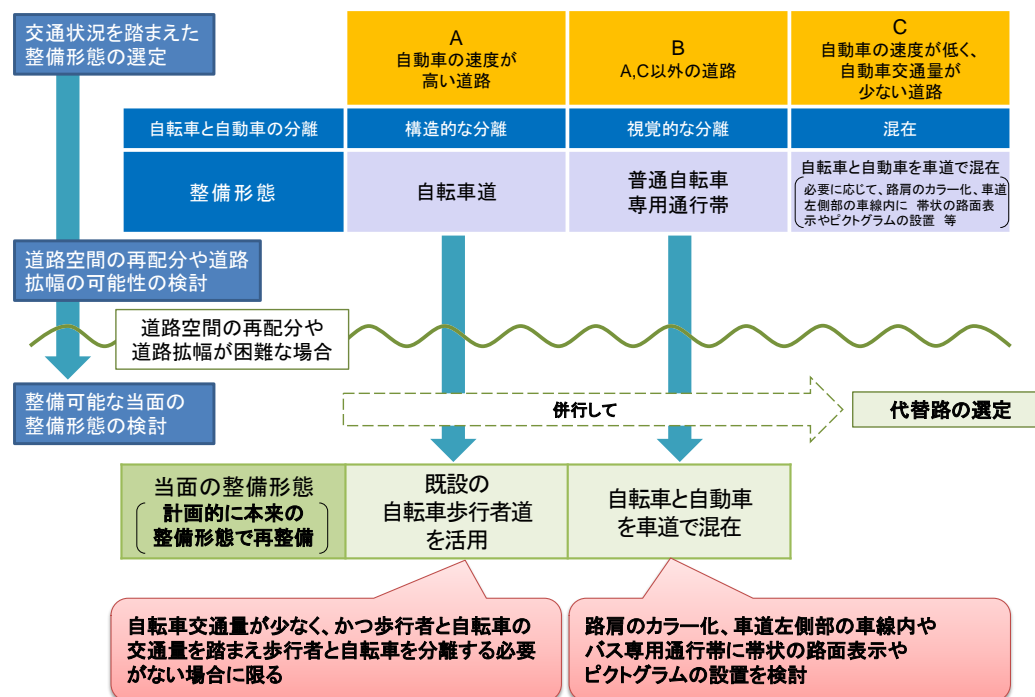 交通状況を踏まえた
整備形態の選定
A
自動車の速度が
高い道路
B
A,C以外の道路
C
自動車の速度が低く、
自動車交通量が
少ない道路
自転車と自動車の分離
構造的な分離
視覚的な分離
混在
整備形態
自転車道
普通自転車
専用通行帯
自転車と自動車を車道で混在
必要に応じて、路肩のカラー化、車道
左側部の車線内に 帯状の路面表
示やピクトグラムの設置 等
道路空間の再配分や道路
拡幅の可能性の検討
道路空間の再配分や
道路拡幅が困難な場合
整備可能な当面の
整備形態の検討
併行して
代替路の選定
当面の整備形態
計画的に本来の
整備形態で再整備
既設の
自転車歩行者道
を活用
自転車と自動車
を車道で混在
自転車交通量が少なく、かつ歩行者と自転車の
交通量を踏まえ歩行者と自転車を分離する必要
がない場合に限る
路肩のカラー化、車道左側部の車線内や
バス専用通行帯に帯状の路面表示や
ピクトグラムの設置を検討